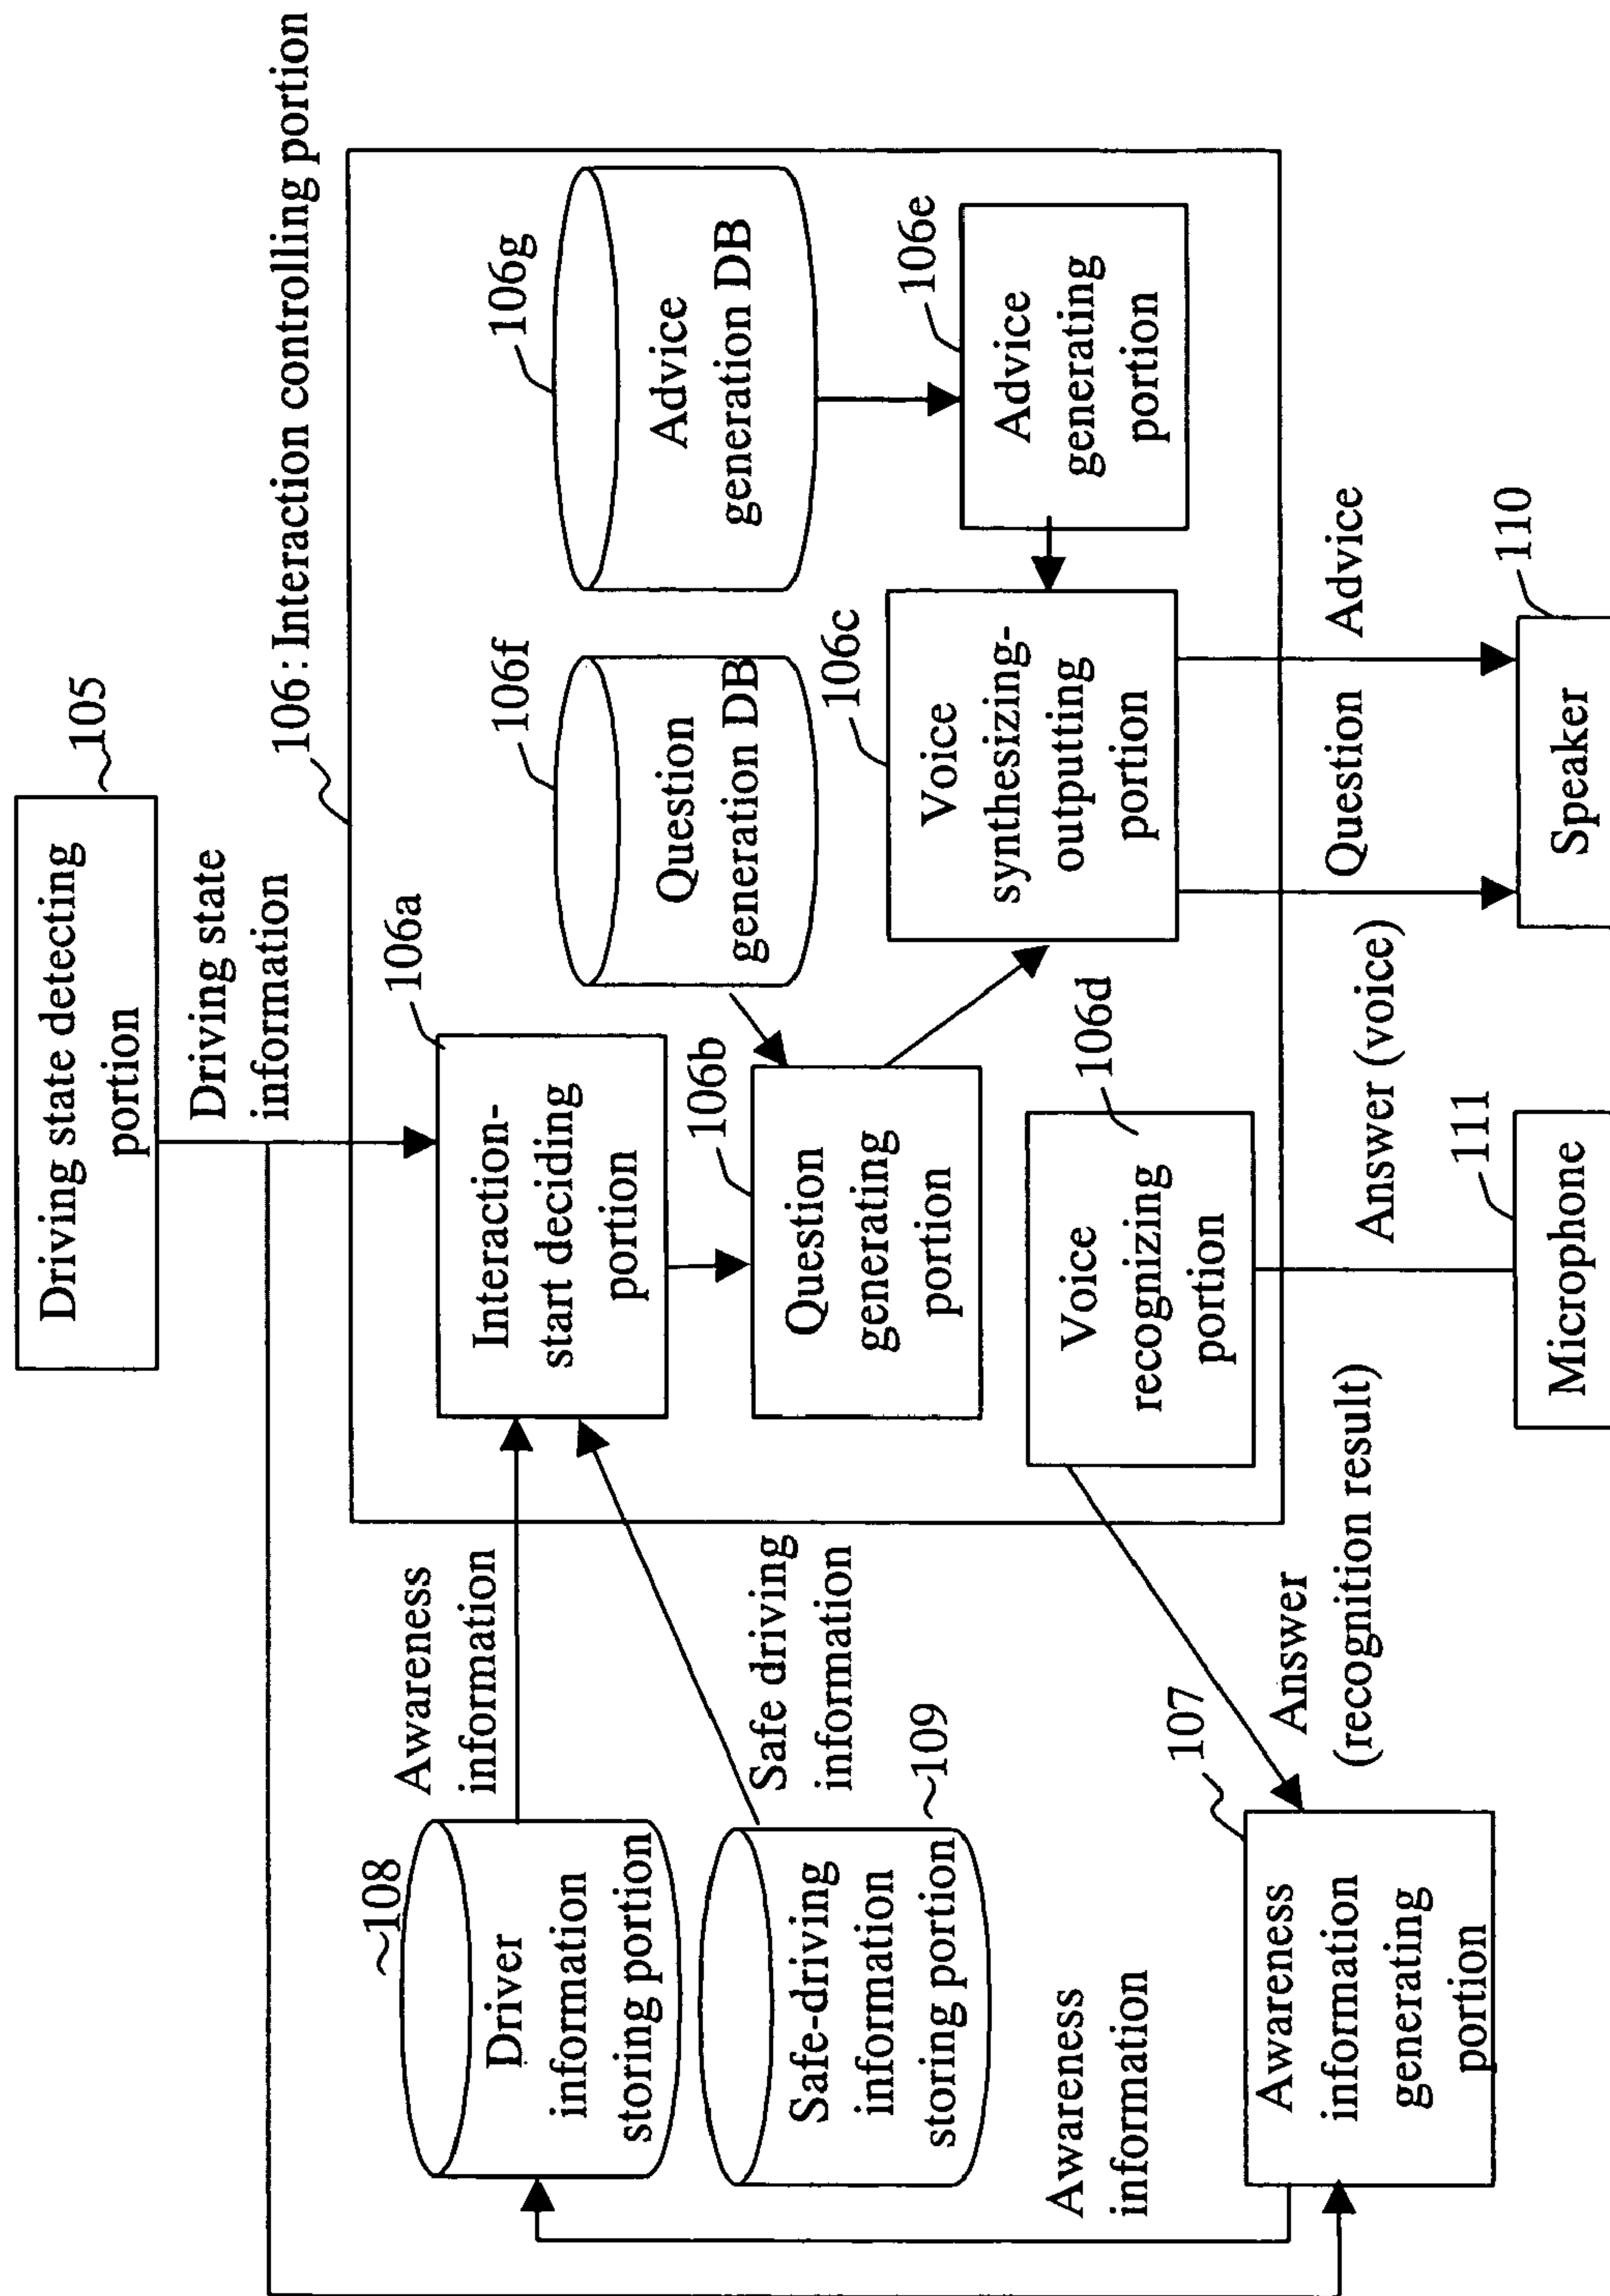 Driving state detecting
portion
105
Driving state
information
106:Interaction controlling portion
108
Driver
information
storing portion
Awareness
information
Interaction-
start deciding
portion
106a
Question
generation DB
106f
Advice
generation DB
106g
Safe-driving
information
storing portion
109
Safe driving
information
Question
generating
portion
106b
Voice
synthesizing-
outputing
portion
106c
Advice
generating
portion
106e
Voice
recognizing
portion
106d
Awareness
information
Awareness
information
generating
portion
107
Answer
(recognition result)
Answer (voice)
Question
Advice
Microphone
111
Speaker
110